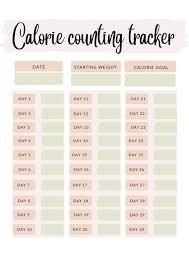 Calorie counting tracker
DATE STARTING WEIGHT CALORIE GOAL
DAY 1 DAY 11 DAY 21
DAY 2 DAY 12 DAY 22
DAY 3 DAY 13 DAY 23
DAY 4 DAY 14 DAY 24
DAY 5 DAY 15 DAY 25
DAY 6 DAY 16 DAY 26
DAY 7 DAY 17 DAY 27
DAY 8 DAY 18 DAY 28
DAY 9 DAY 19 DAY 29
DAY 10 DAY 20 DAY 30